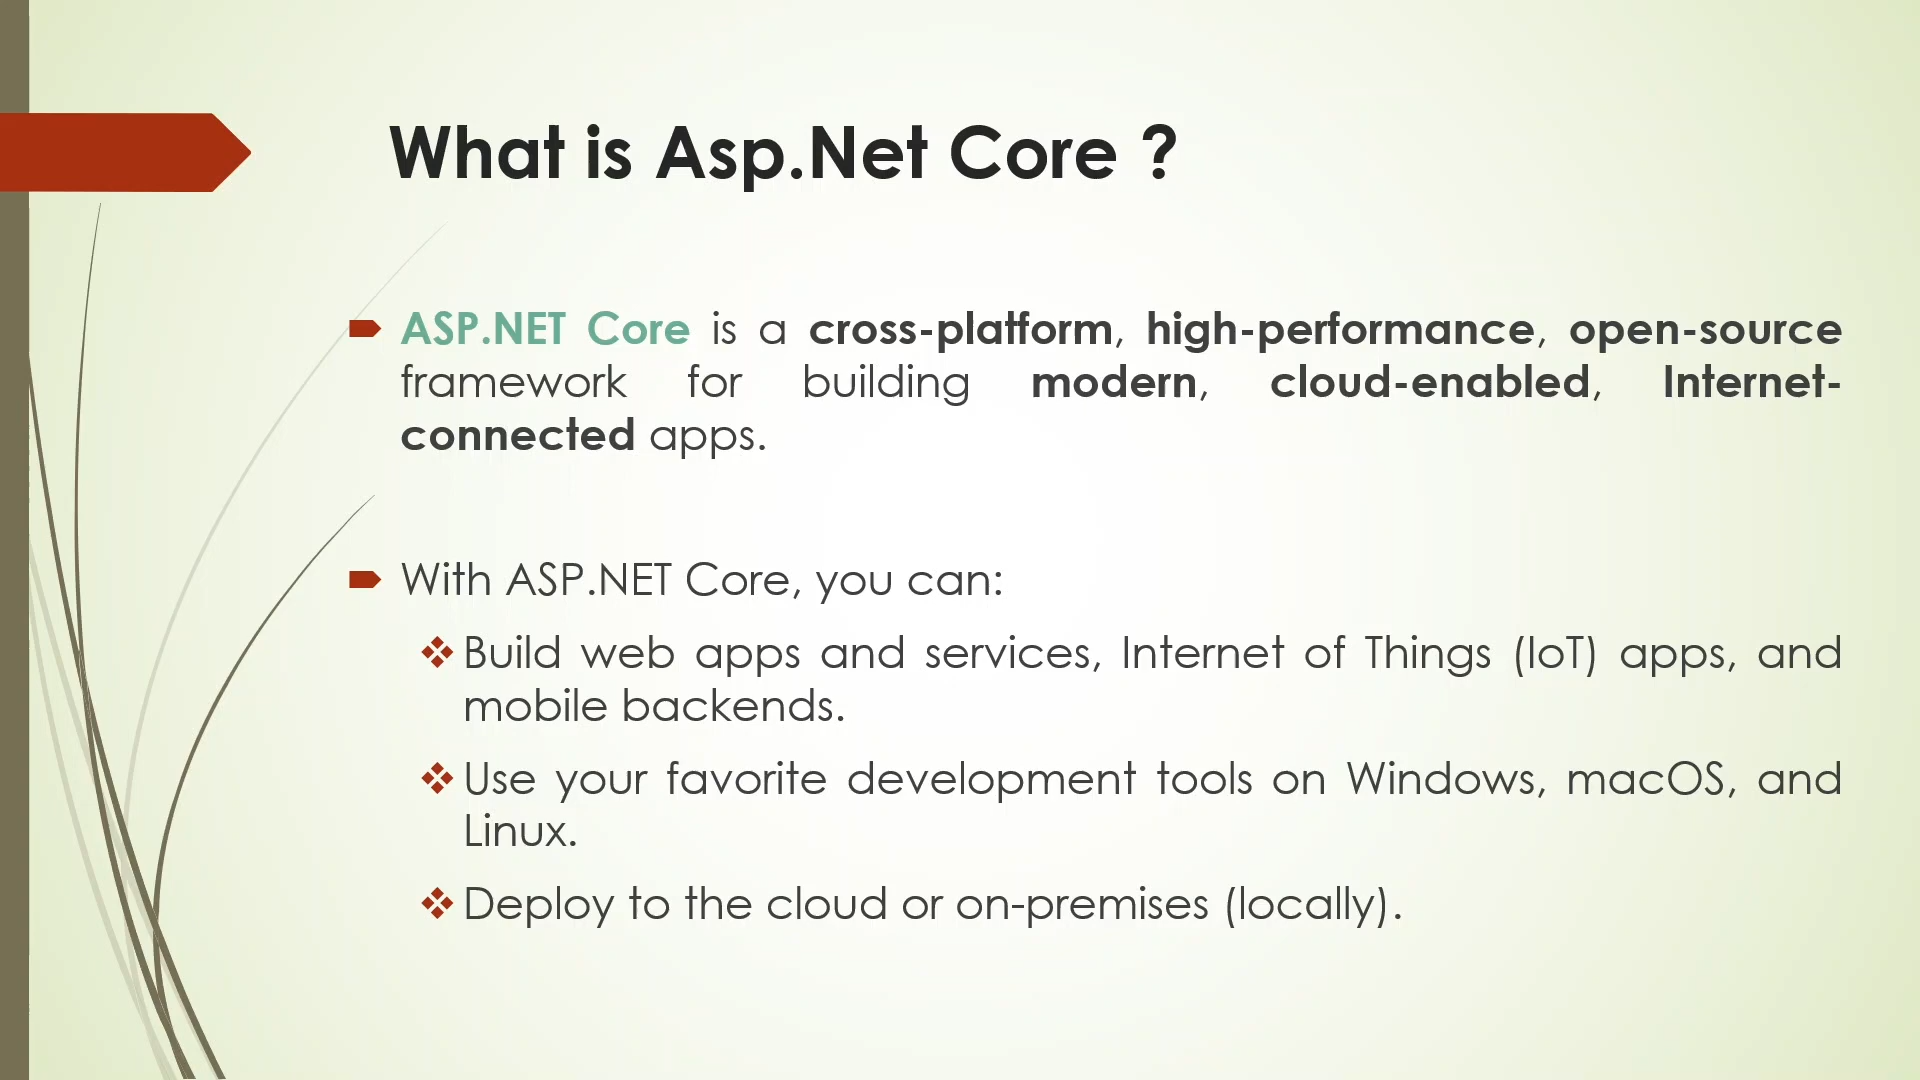 What is Asp.Net Core ?
ASP.NET Core is a cross-platform, high-performance, open-source
framework for building modern, cloud-enabled, Internet-
connected apps.
With ASP.NET Core, you can:
Build web apps and services, Internet of Things (IoT) apps, and
mobile backends.
Use your favorite development tools on Windows, macOS, and
Linux.
Deploy to the cloud or on-premises (locally).